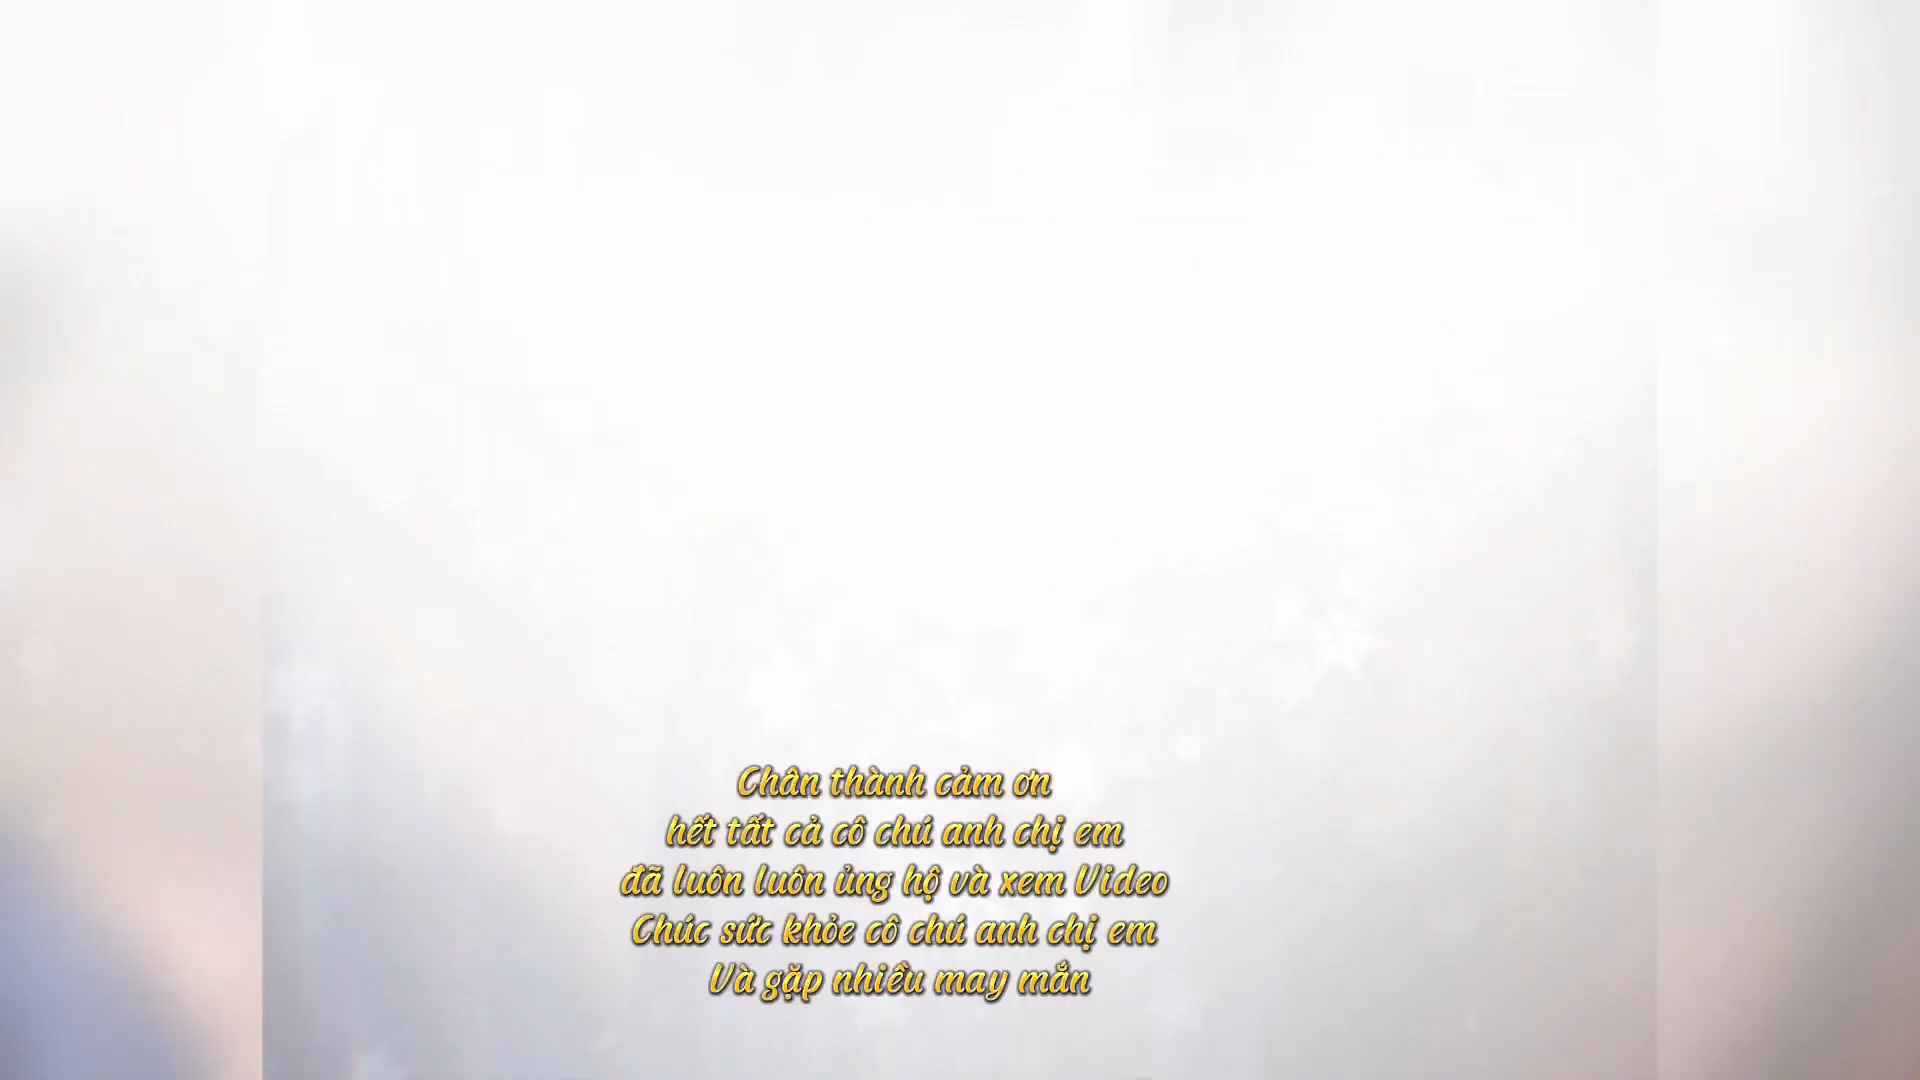 Chân thành cảm ơn
hết tất cả cô chú anh chị em
đã luôn luôn ủng hộ và xem Video
Chúc sức khỏe cô chú anh chị em
Và gặp nhiều may mắn